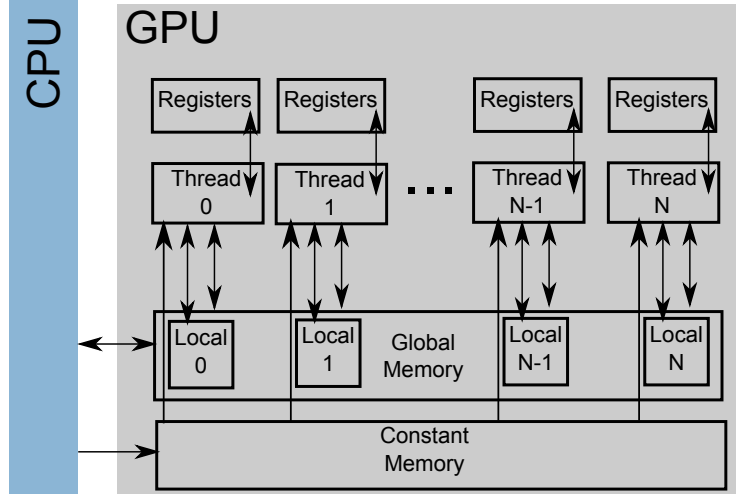 CPU
GPU
Registers
Registers
Registers
Registers
Thread
0
Thread
1
...
Thread
N-1
Thread
N
Local
0
Local
1
Global
Memory
Local
N-1
Local
N
Constant
Memory